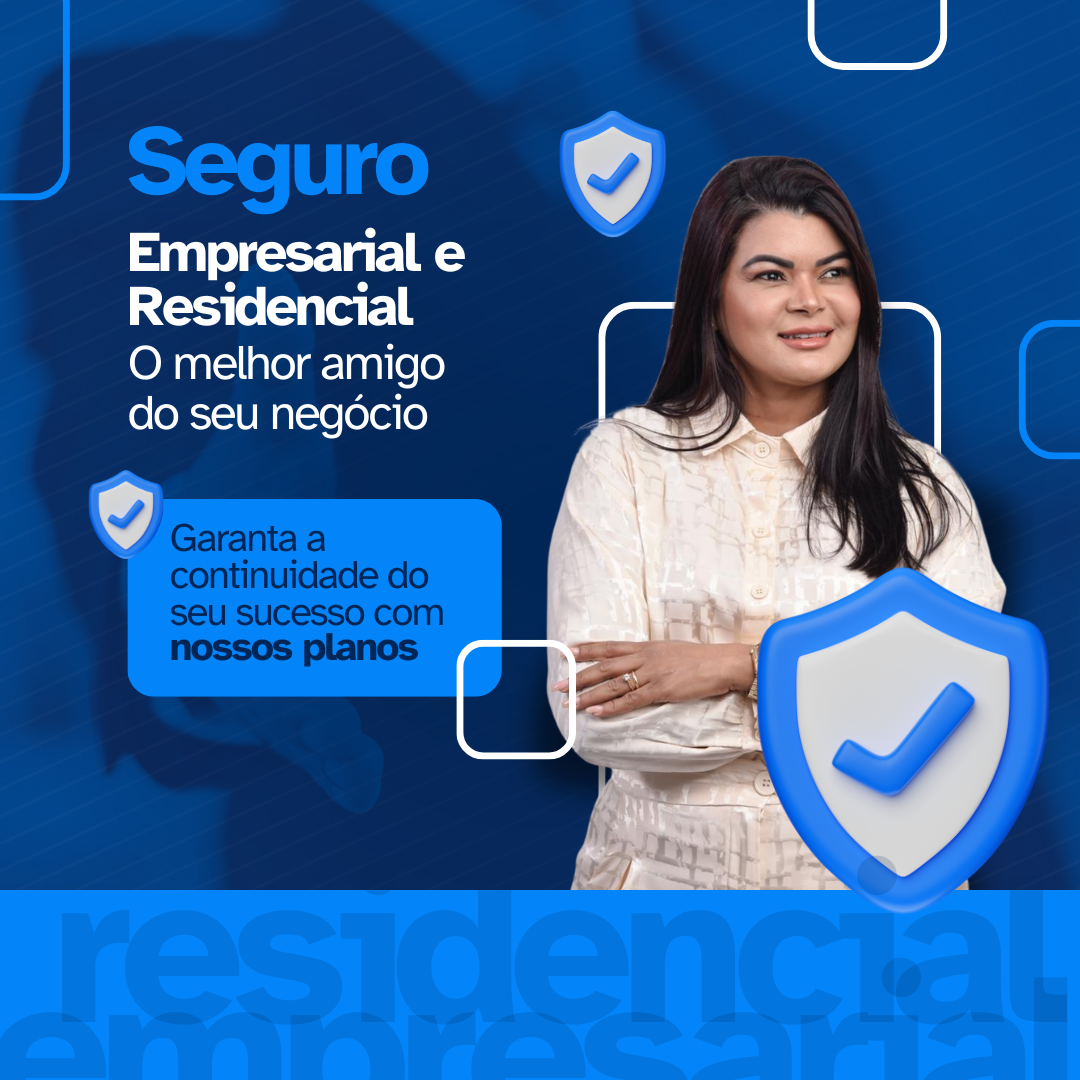 Seguro
Empresarial e
Residencial
O melhor amigo
do seu negócio
Garanta a
continuidade do
seu sucesso com
nossos planos
residencial.
empresarial